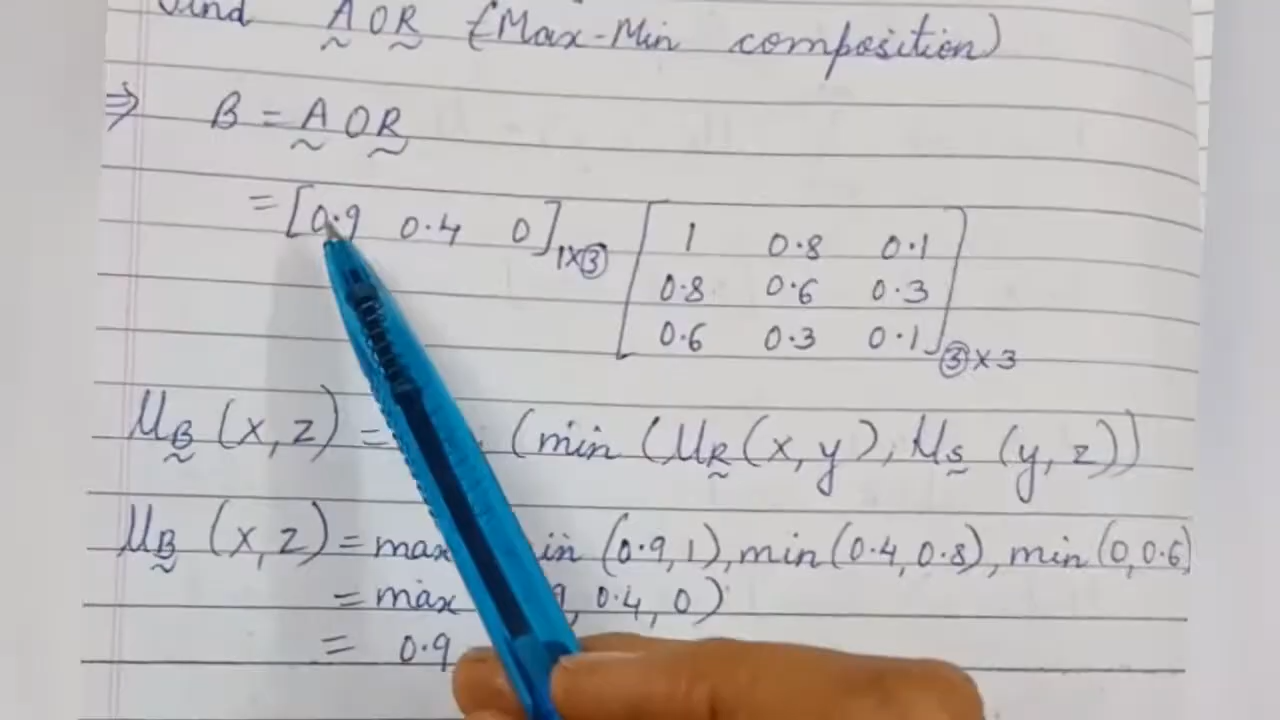 Find A O R (Max-Min composition)
⇒ B = A O R
= [0.9 0.4 0]1×3 [1 0.8 0.1
0.8 0.6 0.3
0.6 0.3 0.1]3×3
μB (x, z) = (min (μR (x, y), μS (y, z))
μB (x, z) = max in (0.9, 1), min (0.4, 0.8), min (0, 0.6)
= max 9, 0.4, 0)
= 0.9